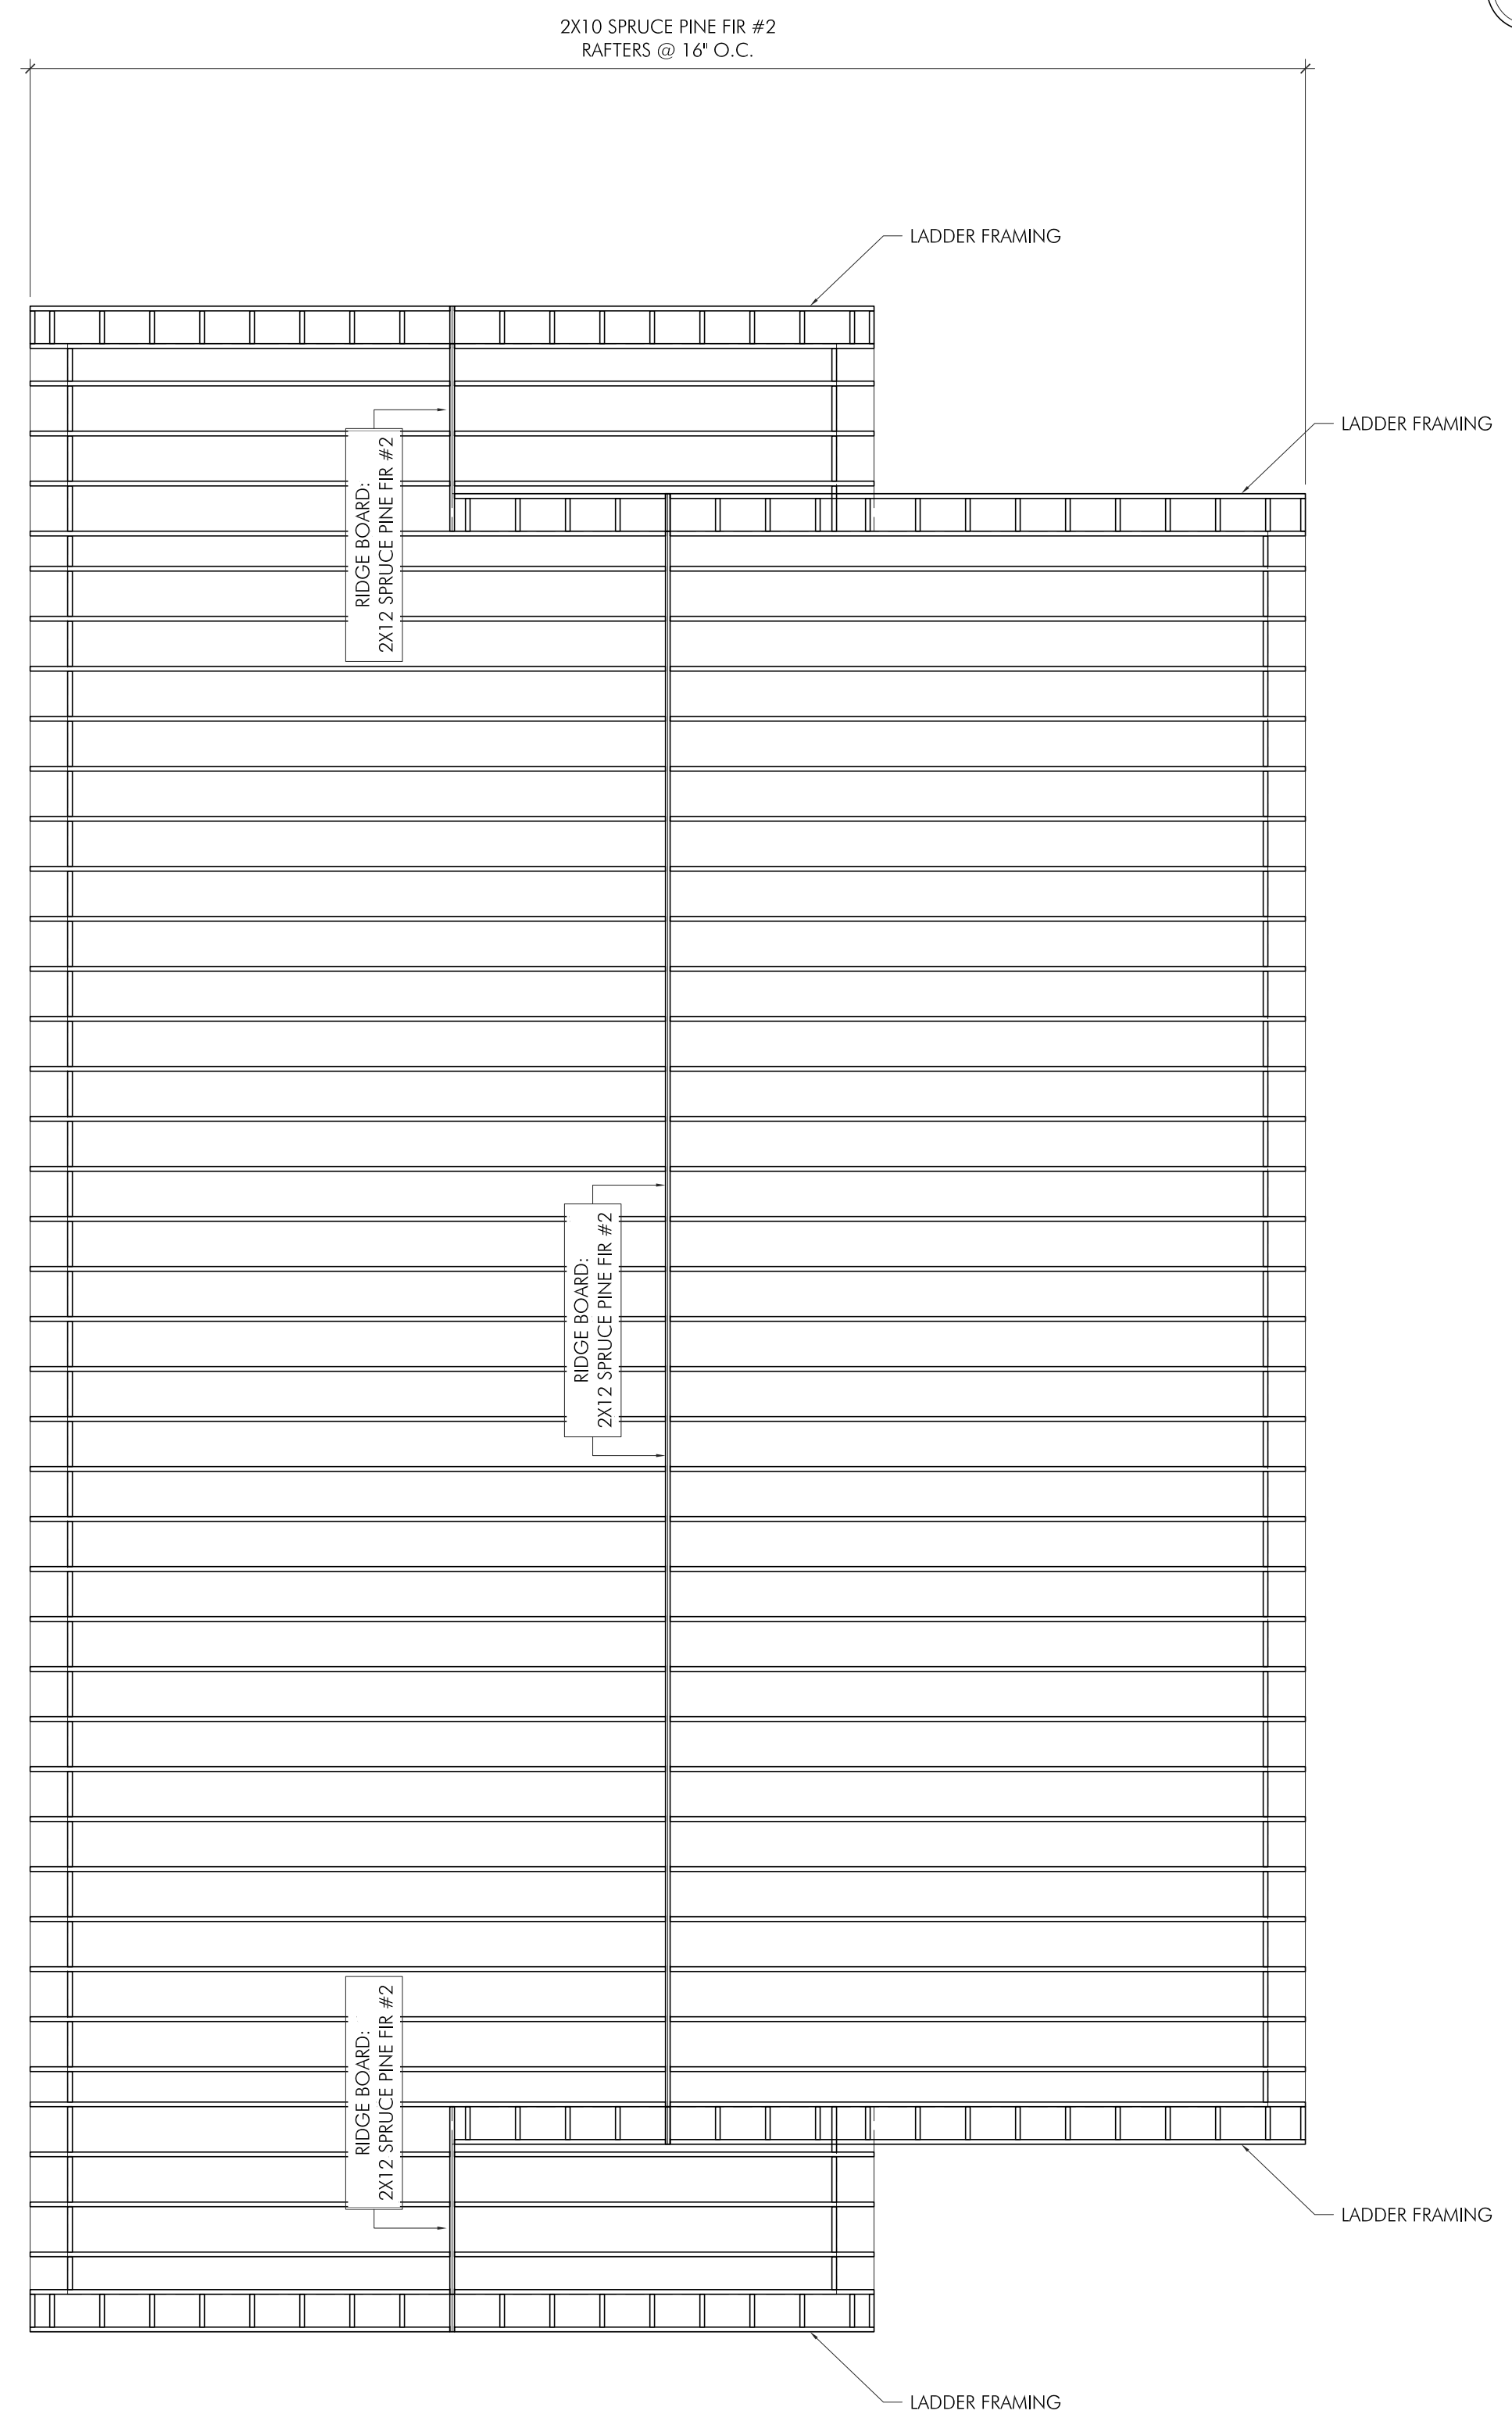 2X10 SPRUCE PINE FIR #2
RAFTERS @ 16" O.C.
LADDER FRAMING
LADDER FRAMING
RIDGE BOARD:
2X12 SPRUCE PINE FIR #2
RIDGE BOARD:
2X12 SPRUCE PINE FIR #2
RIDGE BOARD:
2X12 SPRUCE PINE FIR #2
LADDER FRAMING
LADDER FRAMING